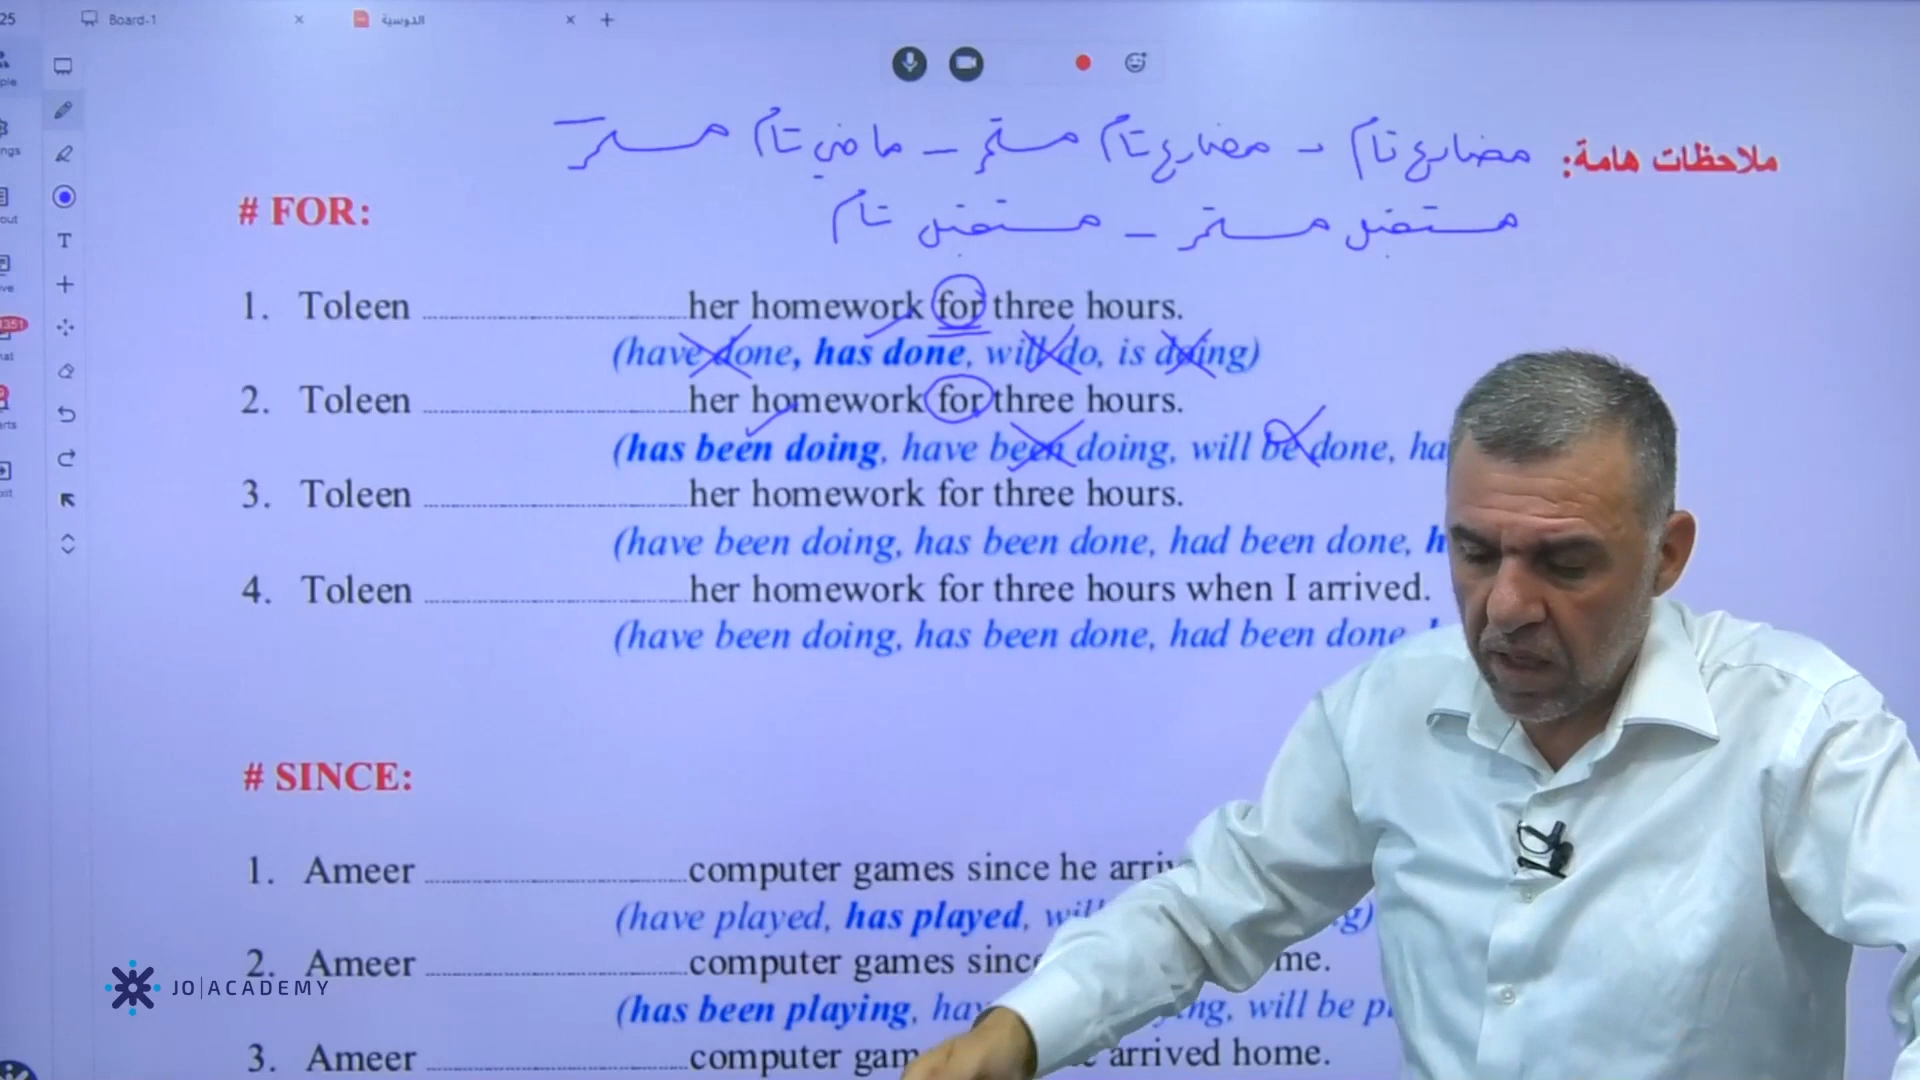 25 Board-1 الدوسية
ملاحظات هامة: مضارع تام - مضارع تام مستمر - ماضي تام مستمر
مستقبل مستمر - مستقبل تام
# FOR:
1. Toleen ........................ her homework for three hours.
(have done, has done, will do, is doing)
2. Toleen ........................ her homework for three hours.
(has been doing, have been doing, will be done, ha
3. Toleen ........................ her homework for three hours.
(have been doing, has been done, had been done, h
4. Toleen ........................ her homework for three hours when I arrived.
(have been doing, has been done, had been done
# SINCE:
1. Ameer ........................ computer games since he arriv
(have played, has played, will g)
2. Ameer ........................ computer games since me.
(has been playing, hav ying, will be p
3. Ameer ........................ computer gam arrived home.
JO|ACADEMY